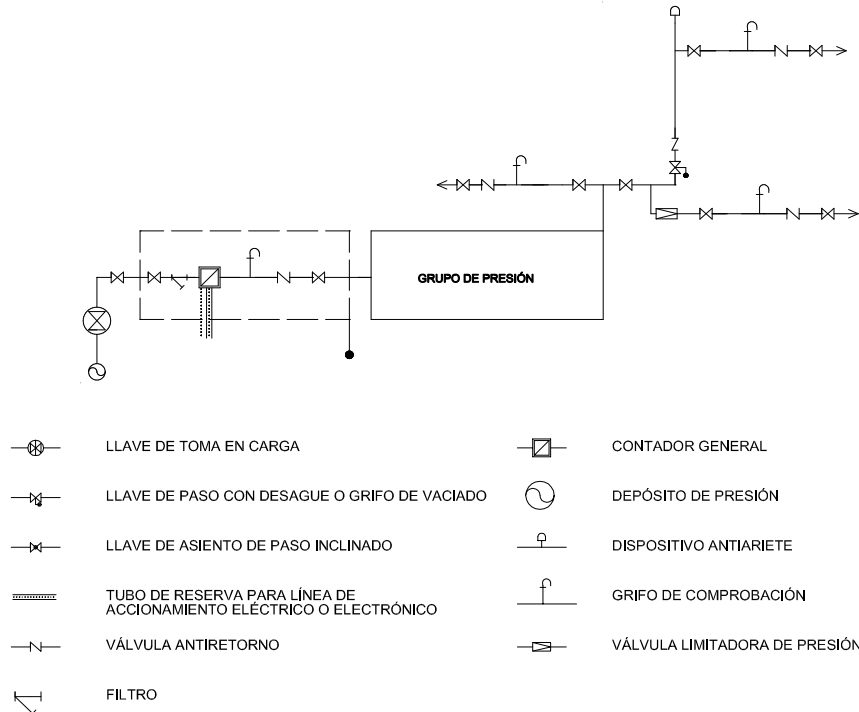 GRUPO DE PRESIÓN
LLAVE DE TOMA EN CARGA
CONTADOR GENERAL
LLAVE DE PASO CON DESAGUE O GRIFO DE VACIADO
DEPÓSITO DE PRESIÓN
LLAVE DE ASIENTO DE PASO INCLINADO
DISPOSITIVO ANTIARIETE
TUBO DE RESERVA PARA LÍNEA DE
ACCIONAMIENTO ELÉCTRICO O ELECTRÓNICO
GRIFO DE COMPROBACIÓN
VÁLVULA ANTIRETORNO
VÁLVULA LIMITADORA DE PRESIÓN
FILTRO